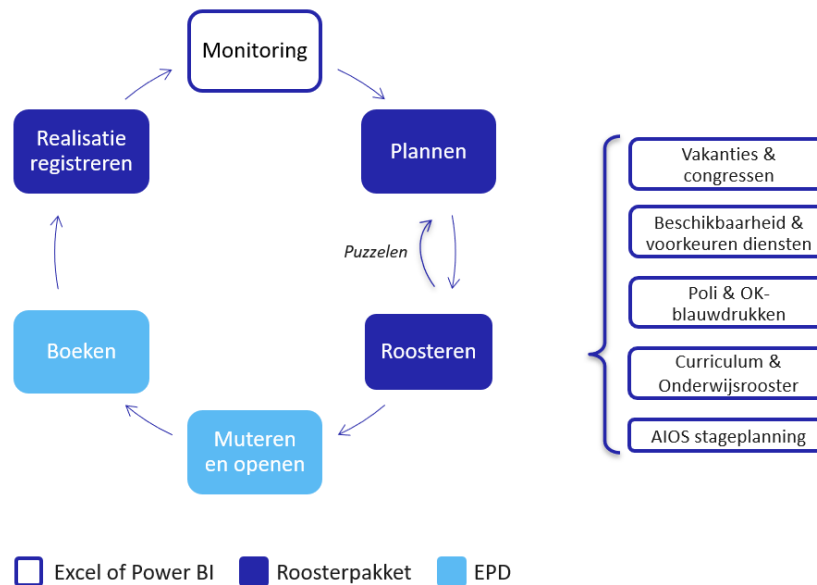 Monitoring
Plannen
Puzzelen
Roosteren
Muteren
en openen
Boeken
Realisatie
registreren
Vakanties &
congressen
Beschikbaarheid &
voorkeuren diensten
Poli & OK-
blauwdrukken
Curriculum &
Onderwijsrooster
AIOS stageplanning
Excel of Power BI
Roosterpakket
EPD